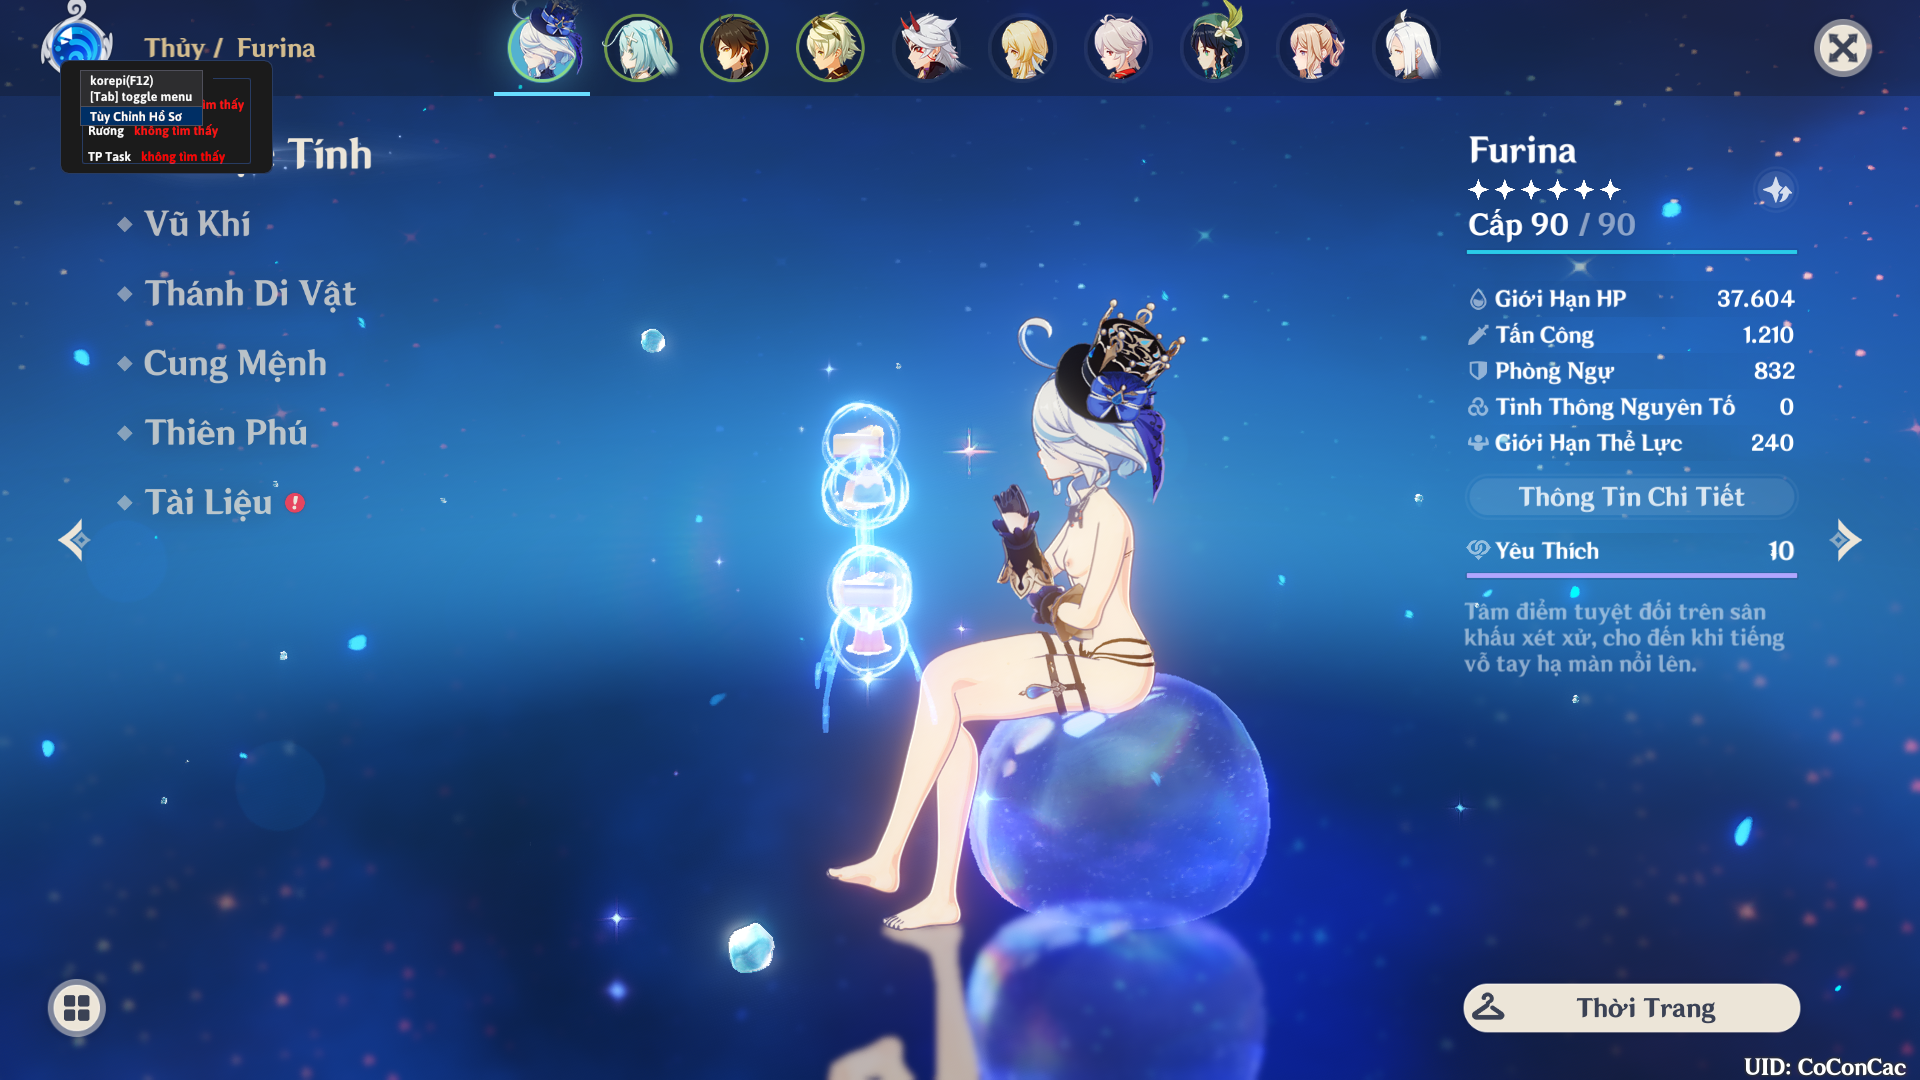 Thủy / Furina
korepi(F12)
[Tab] toggle menu
ìm thấy
Tùy Chỉnh Hồ Sơ
Rương không tìm thấy
TP Task không tìm thấy
Tính
Vũ Khí
Thánh Di Vật
Cung Mệnh
Thiên Phú
Tài Liệu
Furina
Cấp 90 / 90
Giới Hạn HP 37.604
Tấn Công 1.210
Phòng Ngự 832
Tinh Thông Nguyên Tố 0
Giới Hạn Thể Lực 240
Thông Tin Chi Tiết
Yêu Thích 10
Tâm điểm tuyệt đối trên sân
khấu xét xử, cho đến khi tiếng
vỗ tay hạ màn nổi lên.
Thời Trang
UID: CoConCac